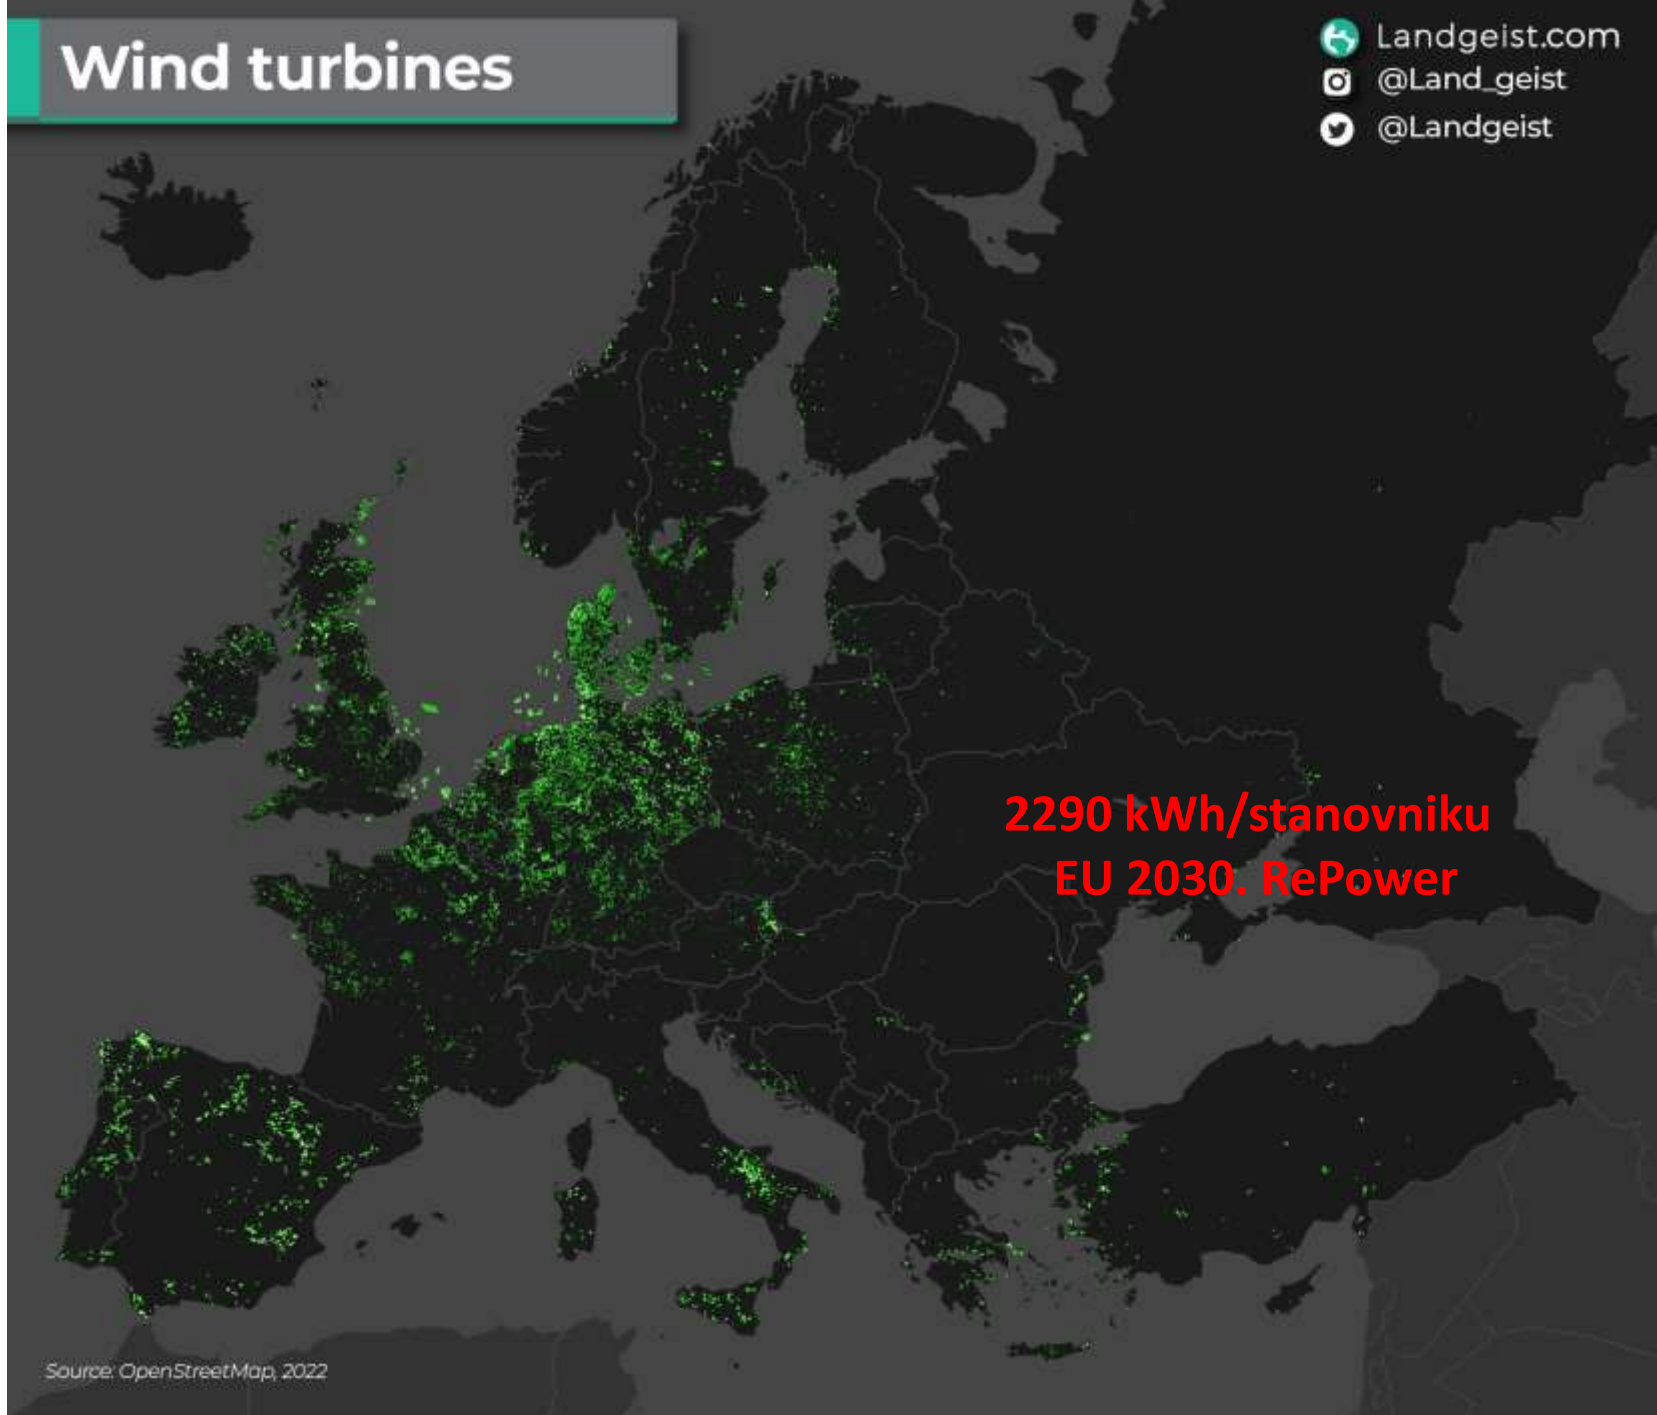 Wind turbines
Landgeist.com
@Land_geist
@Landgeist
2290 kWh/stanovniku
EU 2030. RePower
Source: OpenStreetMap, 2022